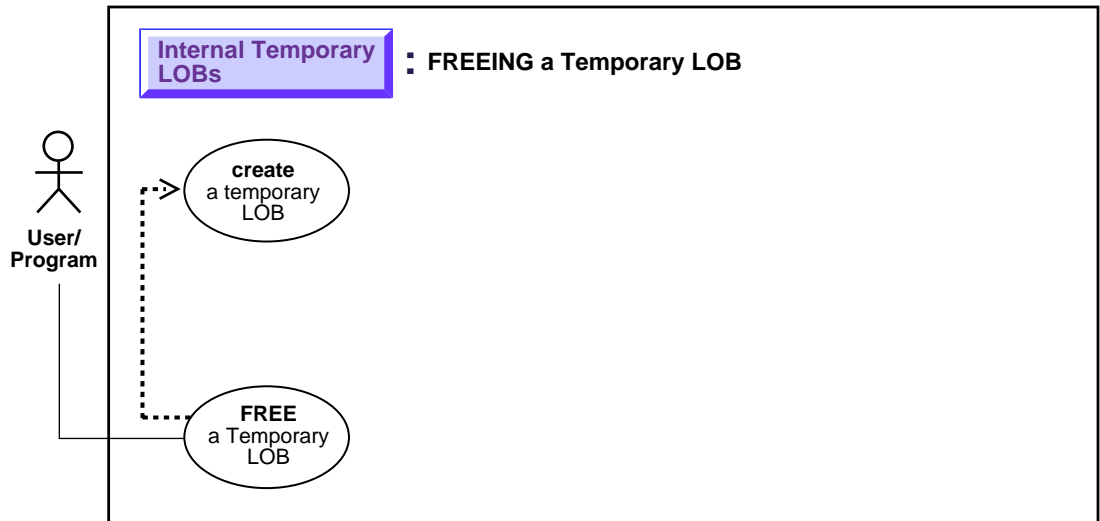 Internal Temporary
LOBs
: FREEING a Temporary LOB
create
a temporary
LOB
User/
Program
FREE
a Temporary
LOB